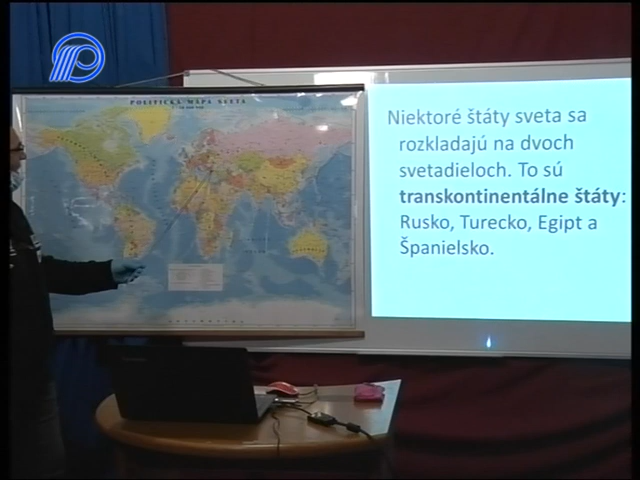 POLITICKÁ MAPA SVETA
Niektoré štáty sveta sa
rozkladajú na dvoch
svetadieloch. To sú
transkontinentálne štáty:
Rusko, Turecko, Egipt a
Španielsko.